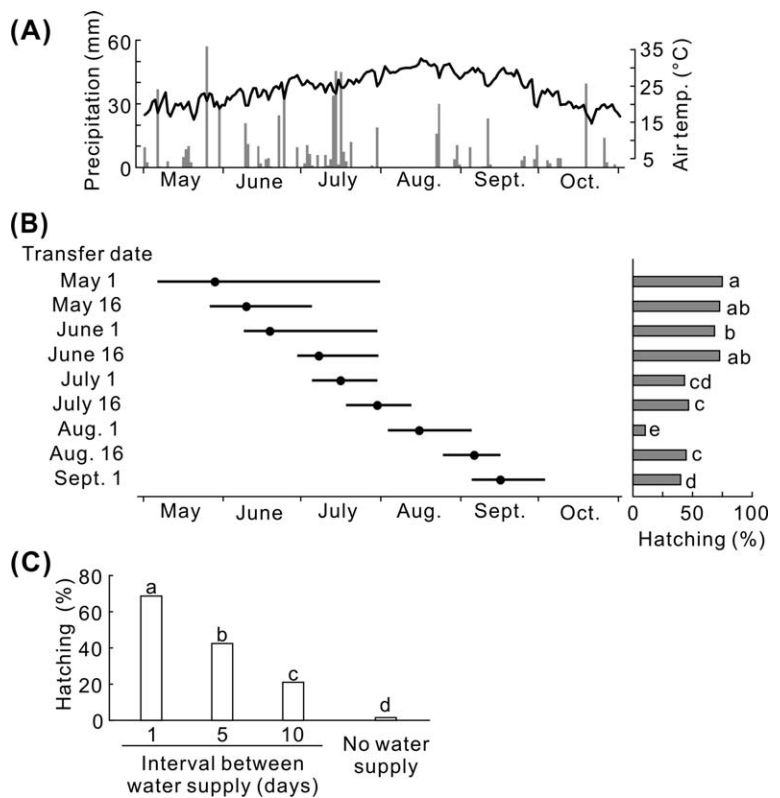 (A)
Precipitation (mm)
60
30
0
35
25
15
5
Air temp. (°C)
May June July Aug. Sept. Oct.
(B)
Transfer date
May 1
May 16
June 1
June 16
July 1
July 16
Aug. 1
Aug. 16
Sept. 1
May June July Aug. Sept. Oct.
a
ab
b
ab
cd
c
e
c
d
0 50 100
Hatching (%)
(C)
Hatching (%)
80
60
40
20
0
a
b
c
d
1 5 10
Interval between
water supply (days)
No water
supply